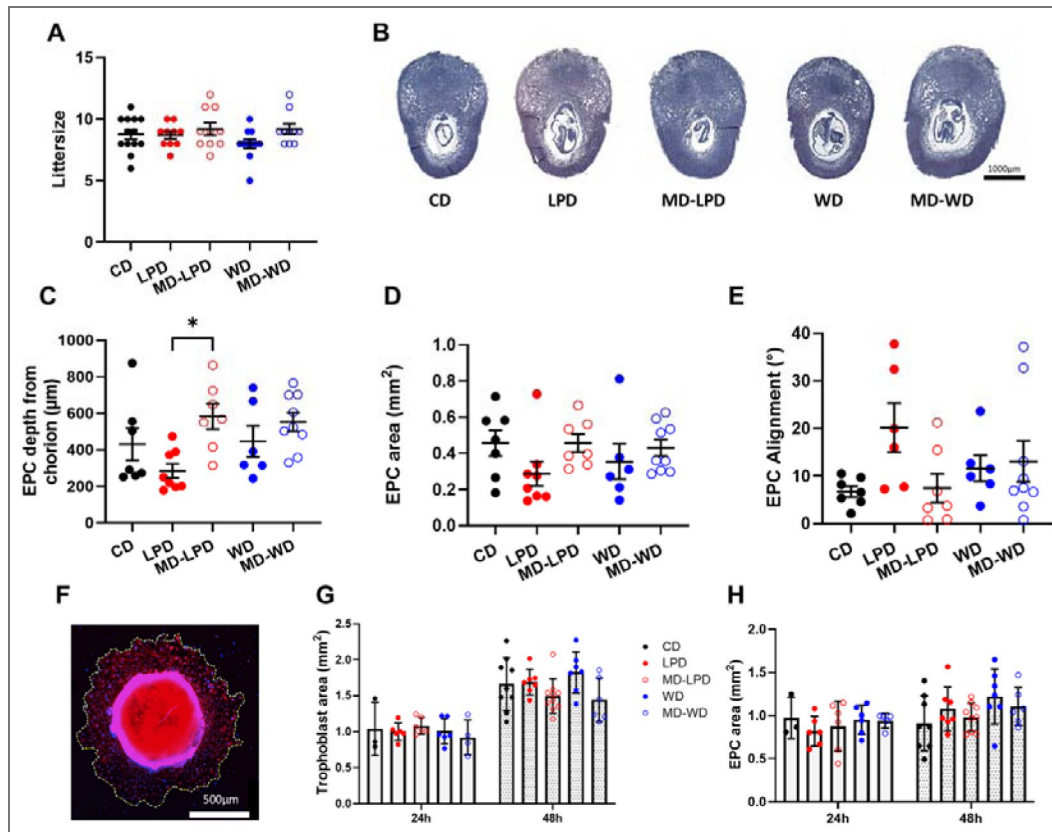 A
Littersize
15
10
5
0
CD
LPD
MD-LPD
WD
MD-WD
B
CD
LPD
MD-LPD
WD
MD-WD
1000µm
C
EPC depth from
chorion (µm)
1000
800
600
400
200
0
*
CD
LPD
MD-LPD
WD
MD-WD
D
EPC area (mm²)
1.0
0.8
0.6
0.4
0.2
0.0
CD
LPD
MD-LPD
WD
MD-WD
E
EPC Alignment (°)
40
30
20
10
0
CD
LPD
MD-LPD
WD
MD-WD
F
500µm
G
Trophoblast area (mm²)
2.5
2.0
1.5
1.0
0.5
0.0
24h
48h
CD
LPD
MD-LPD
WD
MD-WD
H
EPC area (mm²)
2.0
1.5
1.0
0.5
0.0
24h
48h